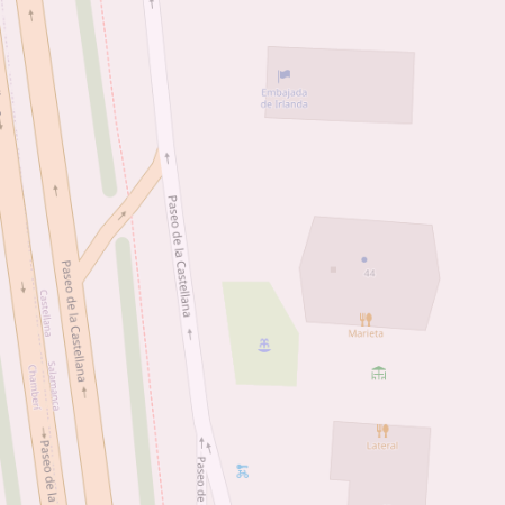 Embajada
de Irlanda
Paseo de la Castellana
Paseo de la Castellana
8
44
Marieta
Castellana
Salamanca
Chamberí
Lateral
Paseo de la
Paseo de